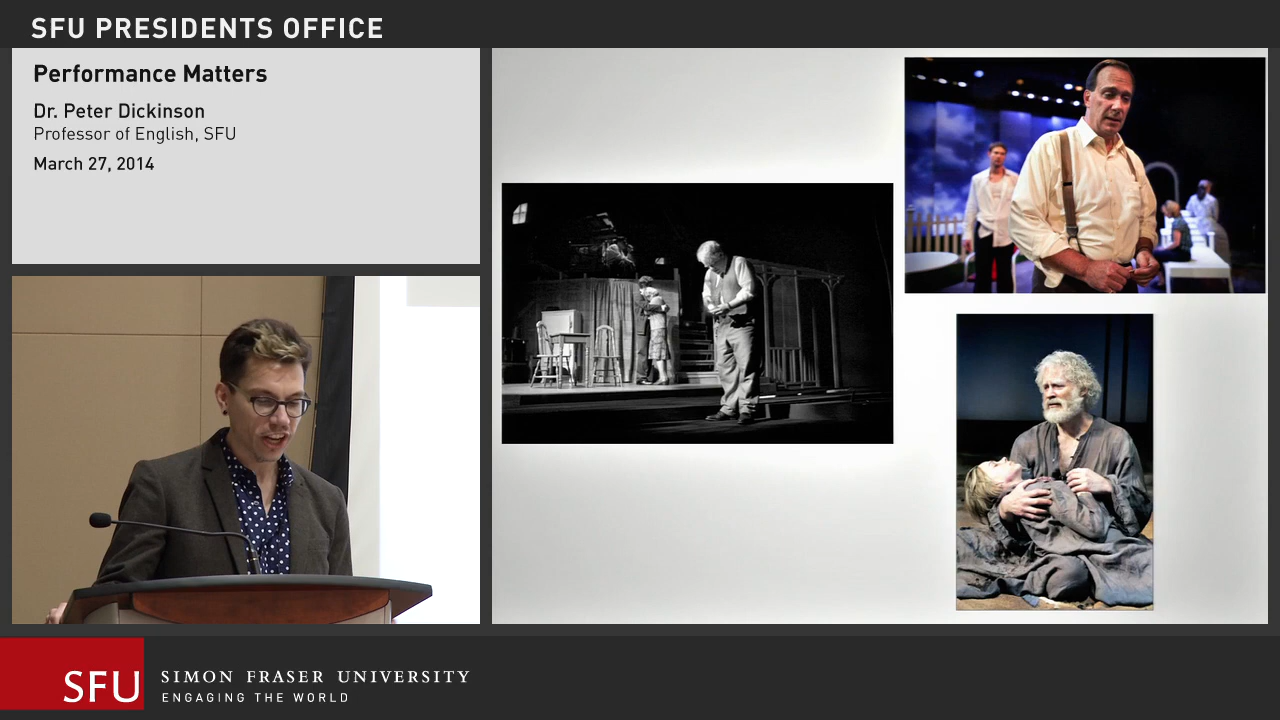 SFU PRESIDENTS OFFICE
Performance Matters
Dr. Peter Dickinson
Professor of English, SFU
March 27, 2014
SFU
SIMON FRASER UNIVERSITY
ENGAGING THE WORLD